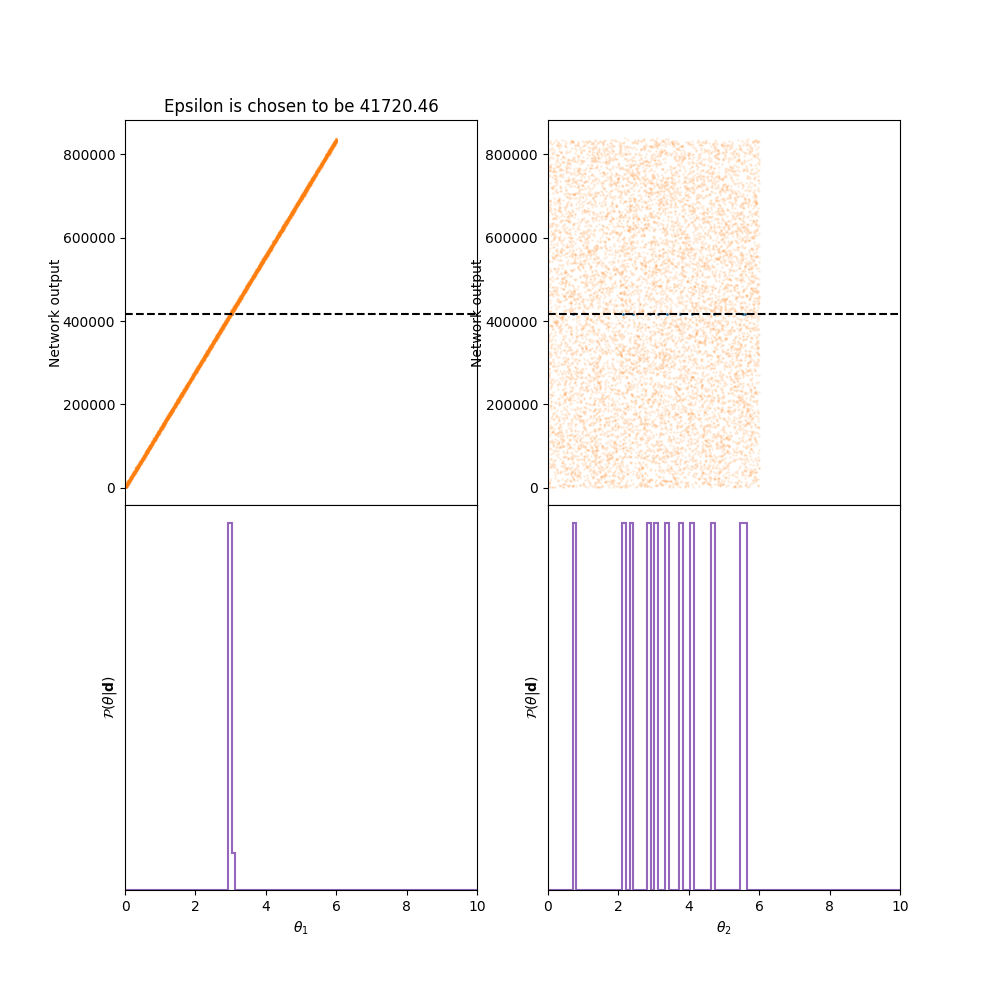 Epsilon is chosen to be 41720.46
800000
600000
400000
200000
0
Network output
800000
600000
400000
200000
0
Network output
𝒫(θ|𝐝)
0 2 4 6 8 10
θ₁
𝒫(θ|𝐝)
0 2 4 6 8 10
θ₂